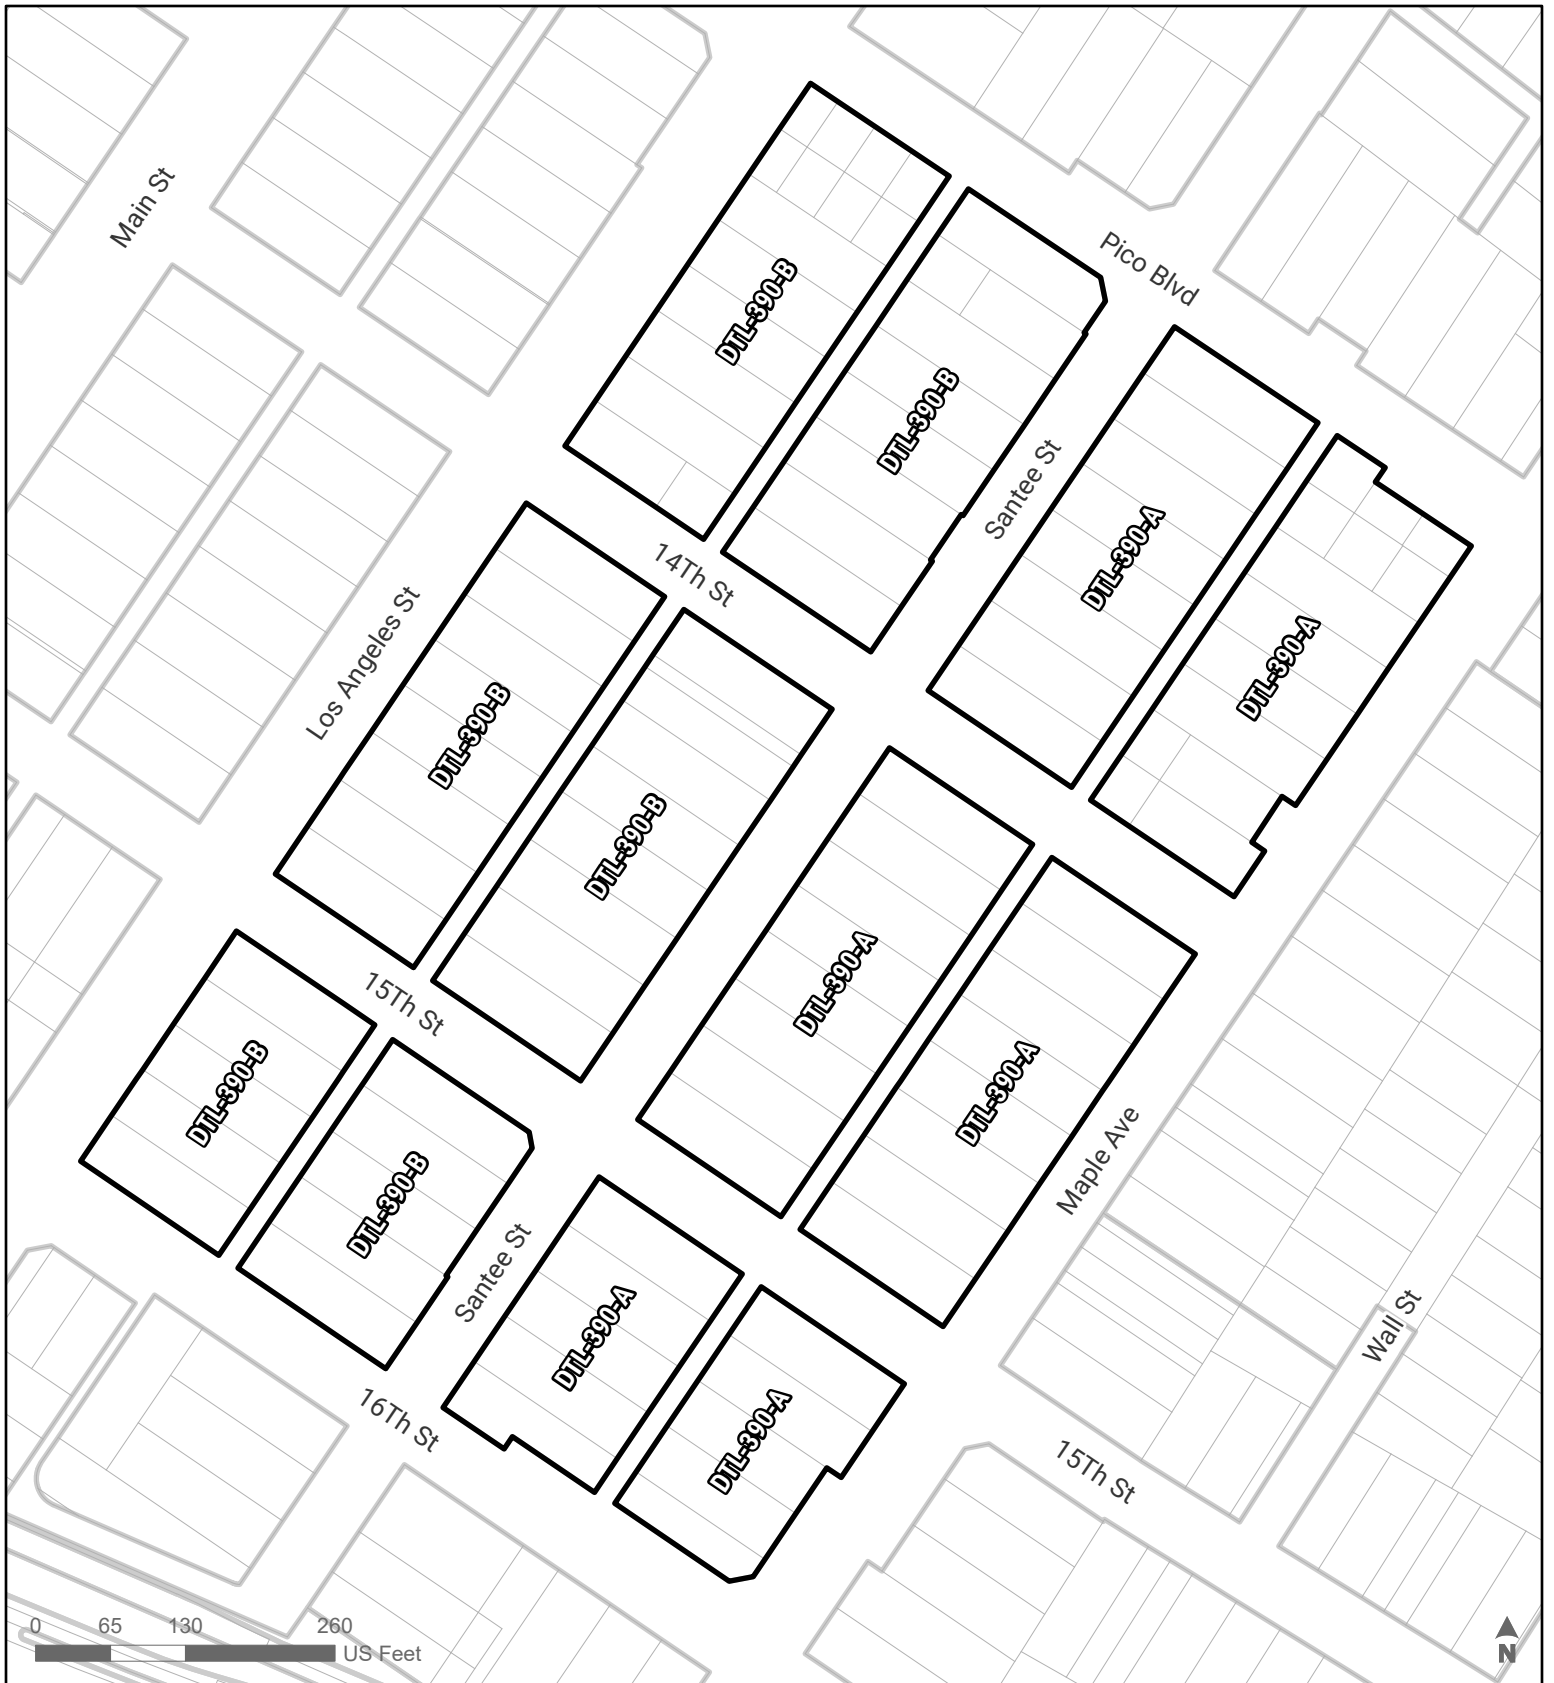 Main St
Pico Blvd
DTL-390-B
DTL-390-B
Santee St
DTL-390-A
14Th St
DTL-390-A
Los Angeles St
DTL-390-B
DTL-390-B
DTL-390-A
15Th St
DTL-390-A
DTL-390-B
Maple Ave
DTL-390-B
Santee St
DTL-390-A
Wall St
16Th St
DTL-390-A
15Th St
0 65 130 260
US Feet
N